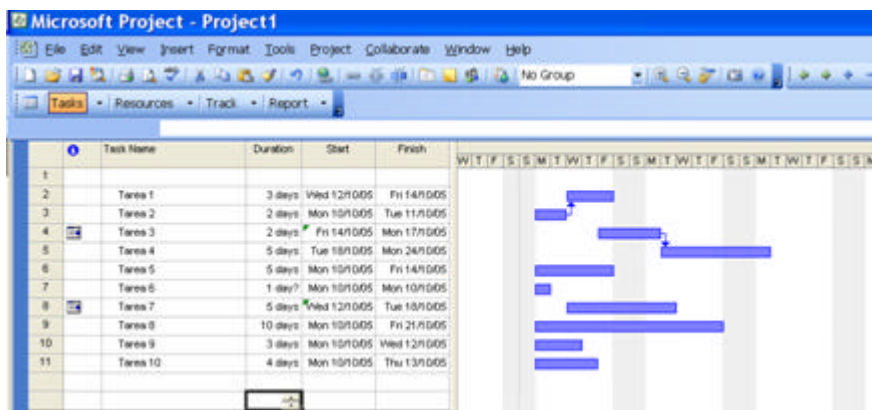 Microsoft Project - Project1
File Edit View Insert Format Tools Project Collaborate Window Help
No Group
Tasks Resources Track Report
Task Name Duration Start Finish
W T F S S M T W T F S S M T W T F S S M T W T F S S M
1
2 Tarea 1 3 days Wed 12/10/05 Fri 14/10/05
3 Tarea 2 2 days Mon 10/10/05 Tue 11/10/05
4 Tarea 3 2 days Fri 14/10/05 Mon 17/10/05
5 Tarea 4 5 days Tue 18/10/05 Mon 24/10/05
6 Tarea 5 5 days Mon 10/10/05 Fri 14/10/05
7 Tarea 6 1 day? Mon 10/10/05 Mon 10/10/05
8 Tarea 7 5 days Wed 12/10/05 Tue 18/10/05
9 Tarea 8 10 days Mon 10/10/05 Fri 21/10/05
10 Tarea 9 3 days Mon 10/10/05 Wed 12/10/05
11 Tarea 10 4 days Mon 10/10/05 Thu 13/10/05